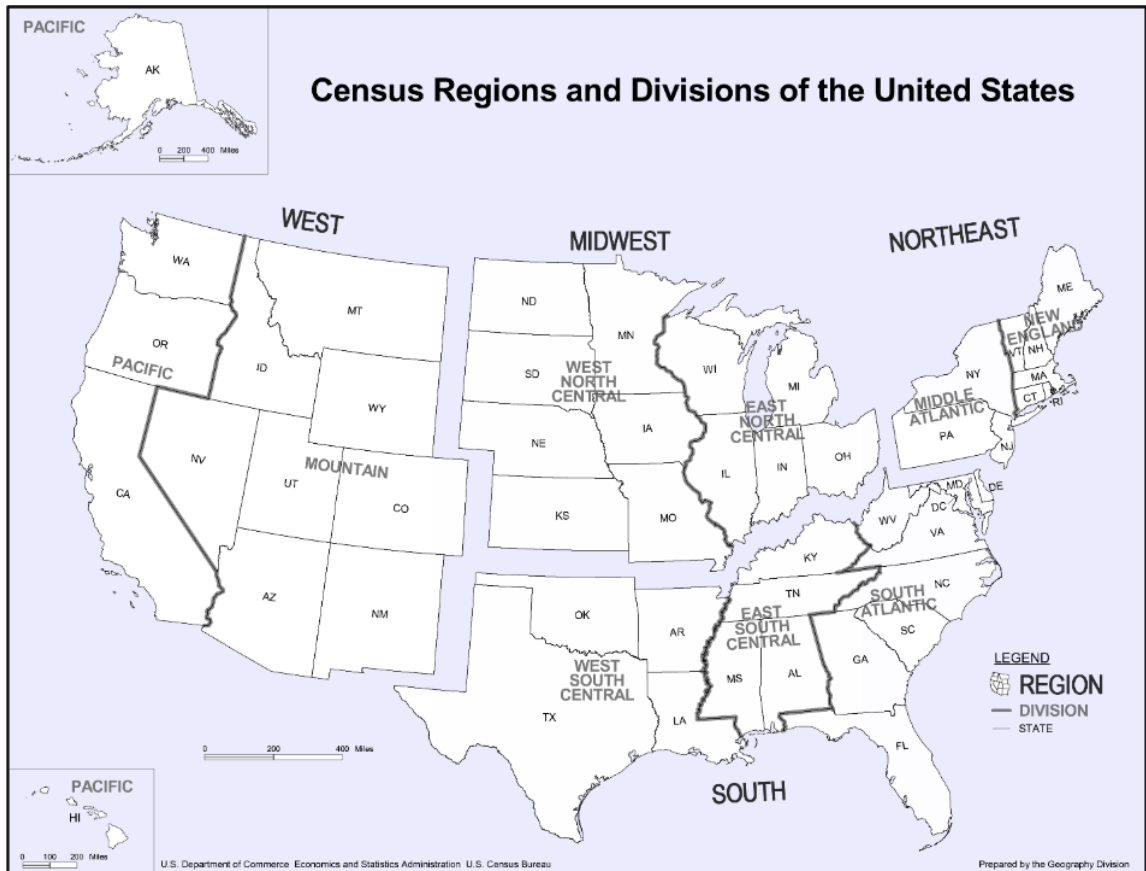 PACIFIC
AK
0 200 400 Miles
Census Regions and Divisions of the United States
WEST
MIDWEST
NORTHEAST
WA
MT
ND
MN
ME
NEW
ENGLAND
VT
NH
OR
PACIFIC
ID
SD
WEST
NORTH
CENTRAL
WI
MI
NY
MA
CT
RI
WY
NE
IA
EAST
NORTH
CENTRAL
MIDDLE
ATLANTIC
PA
NJ
NV
MOUNTAIN
UT
CO
CA
KS
MO
IL
IN
OH
MD
DE
DC
WV
VA
KY
AZ
NM
OK
AR
TN
NC
SOUTH
ATLANTIC
SC
EAST
SOUTH
CENTRAL
WEST
SOUTH
CENTRAL
TX
LA
MS
AL
GA
FL
LEGEND
REGION
DIVISION
STATE
0 200 400 Miles
SOUTH
PACIFIC
HI
0 100 200 Miles
U.S. Department of Commerce Economics and Statistics Administration U.S. Census Bureau
Prepared by the Geography Division